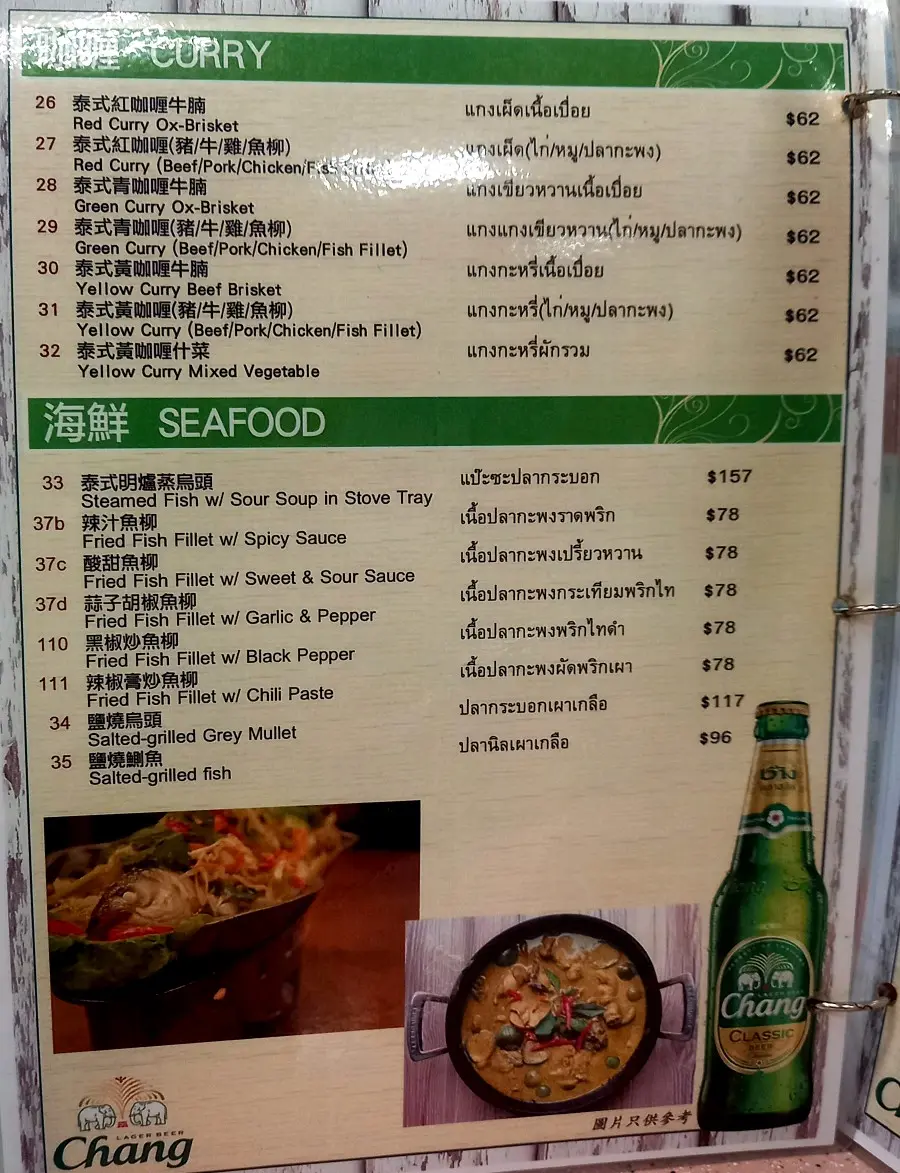 咖喱 CURRY
26 泰式紅咖喱牛腩 แกงเผ็ดเนื้อเปื่อย $62
Red Curry Ox-Brisket
27 泰式紅咖喱(豬/牛/雞/魚柳) แกงเผ็ด(ไก่/หมู/ปลากะพง) $62
Red Curry (Beef/Pork/Chicken/Fish
28 泰式青咖喱牛腩 แกงเขียวหวานเนื้อเปื่อย $62
Green Curry Ox-Brisket
29 泰式青咖喱(豬/牛/雞/魚柳) แกงแกงเขียวหวาน(ไก่/หมู/ปลากะพง) $62
Green Curry (Beef/Pork/Chicken/Fish Fillet)
30 泰式黃咖喱牛腩 แกงกะหรี่เนื้อเปื่อย $62
Yellow Curry Beef Brisket
31 泰式黃咖喱(豬/牛/雞/魚柳) แกงกะหรี่(ไก่/หมู/ปลากะพง) $62
Yellow Curry (Beef/Pork/Chicken/Fish Fillet)
32 泰式黃咖喱什菜 แกงกะหรี่ผักรวม $62
Yellow Curry Mixed Vegetable
海鮮 SEAFOOD
33 泰式明爐蒸烏頭 แป๊ะซะปลากระบอก $157
Steamed Fish w/ Sour Soup in Stove Tray
37b 辣汁魚柳 เนื้อปลากะพงราดพริก $78
Fried Fish Fillet w/ Spicy Sauce
37c 酸甜魚柳 เนื้อปลากะพงเปรี้ยวหวาน $78
Fried Fish Fillet w/ Sweet & Sour Sauce
37d 蒜子胡椒魚柳 เนื้อปลากะพงกระเทียมพริกไท $78
Fried Fish Fillet w/ Garlic & Pepper
110 黑椒炒魚柳 เนื้อปลากะพงพริกไทดำ $78
Fried Fish Fillet w/ Black Pepper
111 辣椒膏炒魚柳 เนื้อปลากะพงผัดพริกเผา $78
Fried Fish Fillet w/ Chili Paste
34 鹽燒烏頭 ปลากระบอกเผาเกลือ $117
Salted-grilled Grey Mullet
35 鹽燒鰂魚 ปลานิลเผาเกลือ $96
Salted-grilled fish
ช้าง
LAGER BEER
Chang
CLASSIC
BEER
圖片只供參考
LAGER BEER
Chang